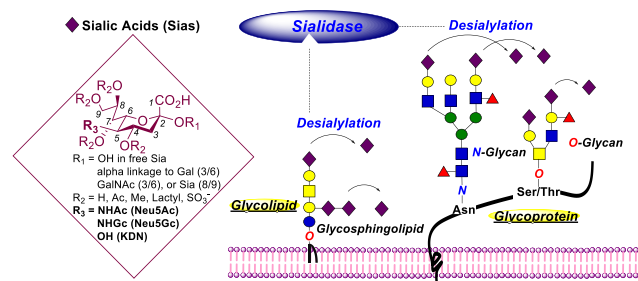 Sialic Acids (Sias)
R2O
OR2
R2O
9
8
7
6
1
CO2H
O
2
OR1
R3
R2O
5
4
OR2
3
R1 = OH in free Sia
alpha linkage to Gal (3/6)
GalNAc (3/6), or Sia (8/9)
R2 = H, Ac, Me, Lactyl, SO3-
R3 = NHAc (Neu5Ac)
NHGc (Neu5Gc)
OH (KDN)
Sialidase
Desialylation
Desialylation
Glycolipid
Glycosphingolipid
O
N-Glycan
N
Asn
O-Glycan
O
Ser/Thr
Glycoprotein